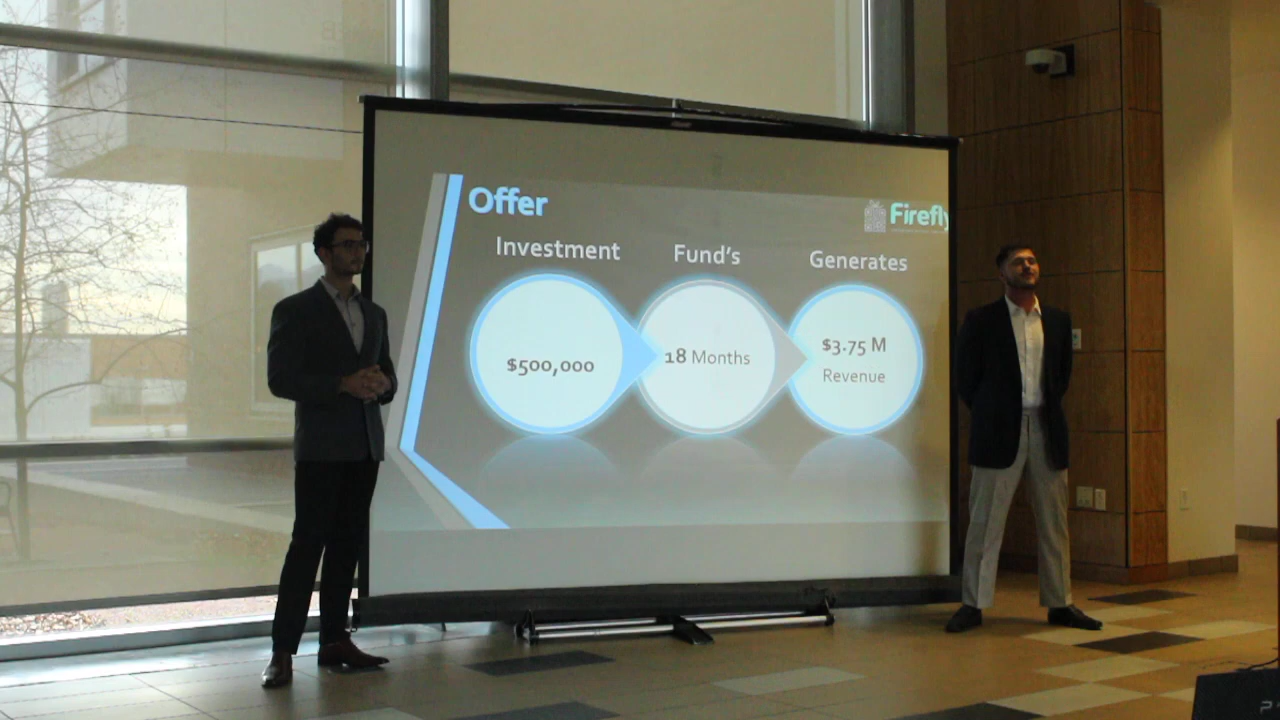 Offer
Firefly
Investment
Fund's
Generates
$500,000
18 Months
$3.75 M
Revenue